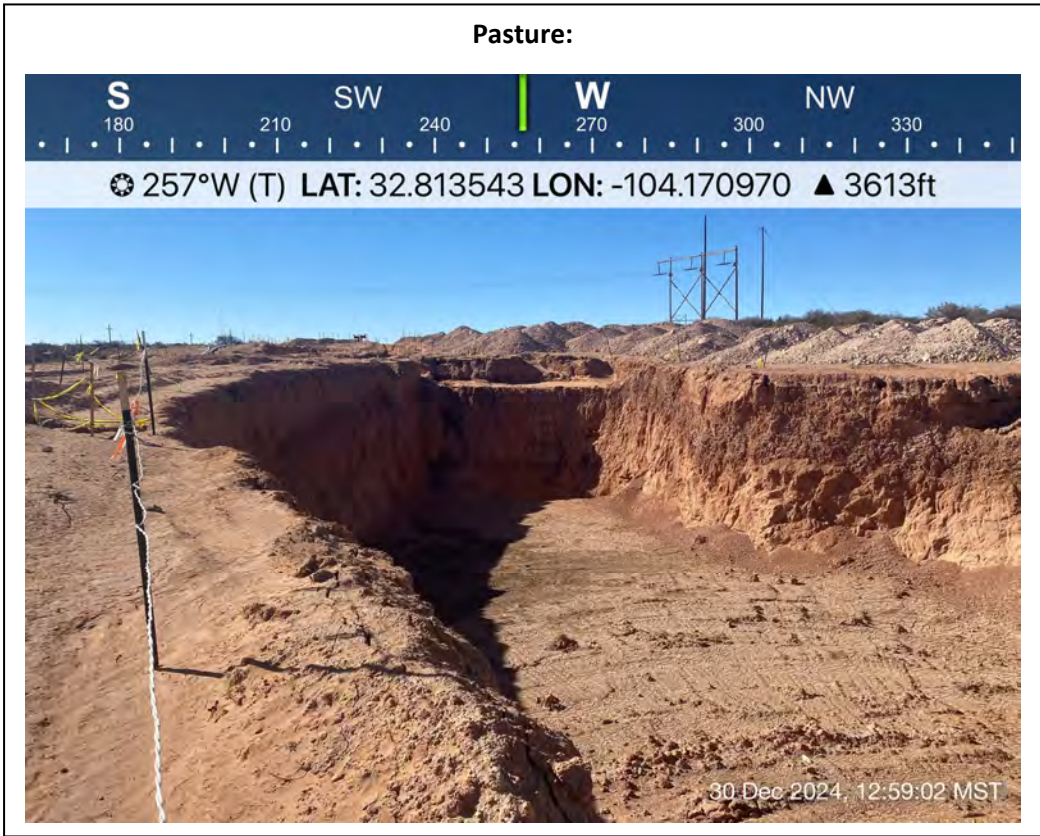 Pasture:
S SW W NW
180 210 240 270 300 330
257°W (T) LAT: 32.813543 LON: -104.170970 ▲ 3613ft
30 Dec 2024, 12:59:02 MST